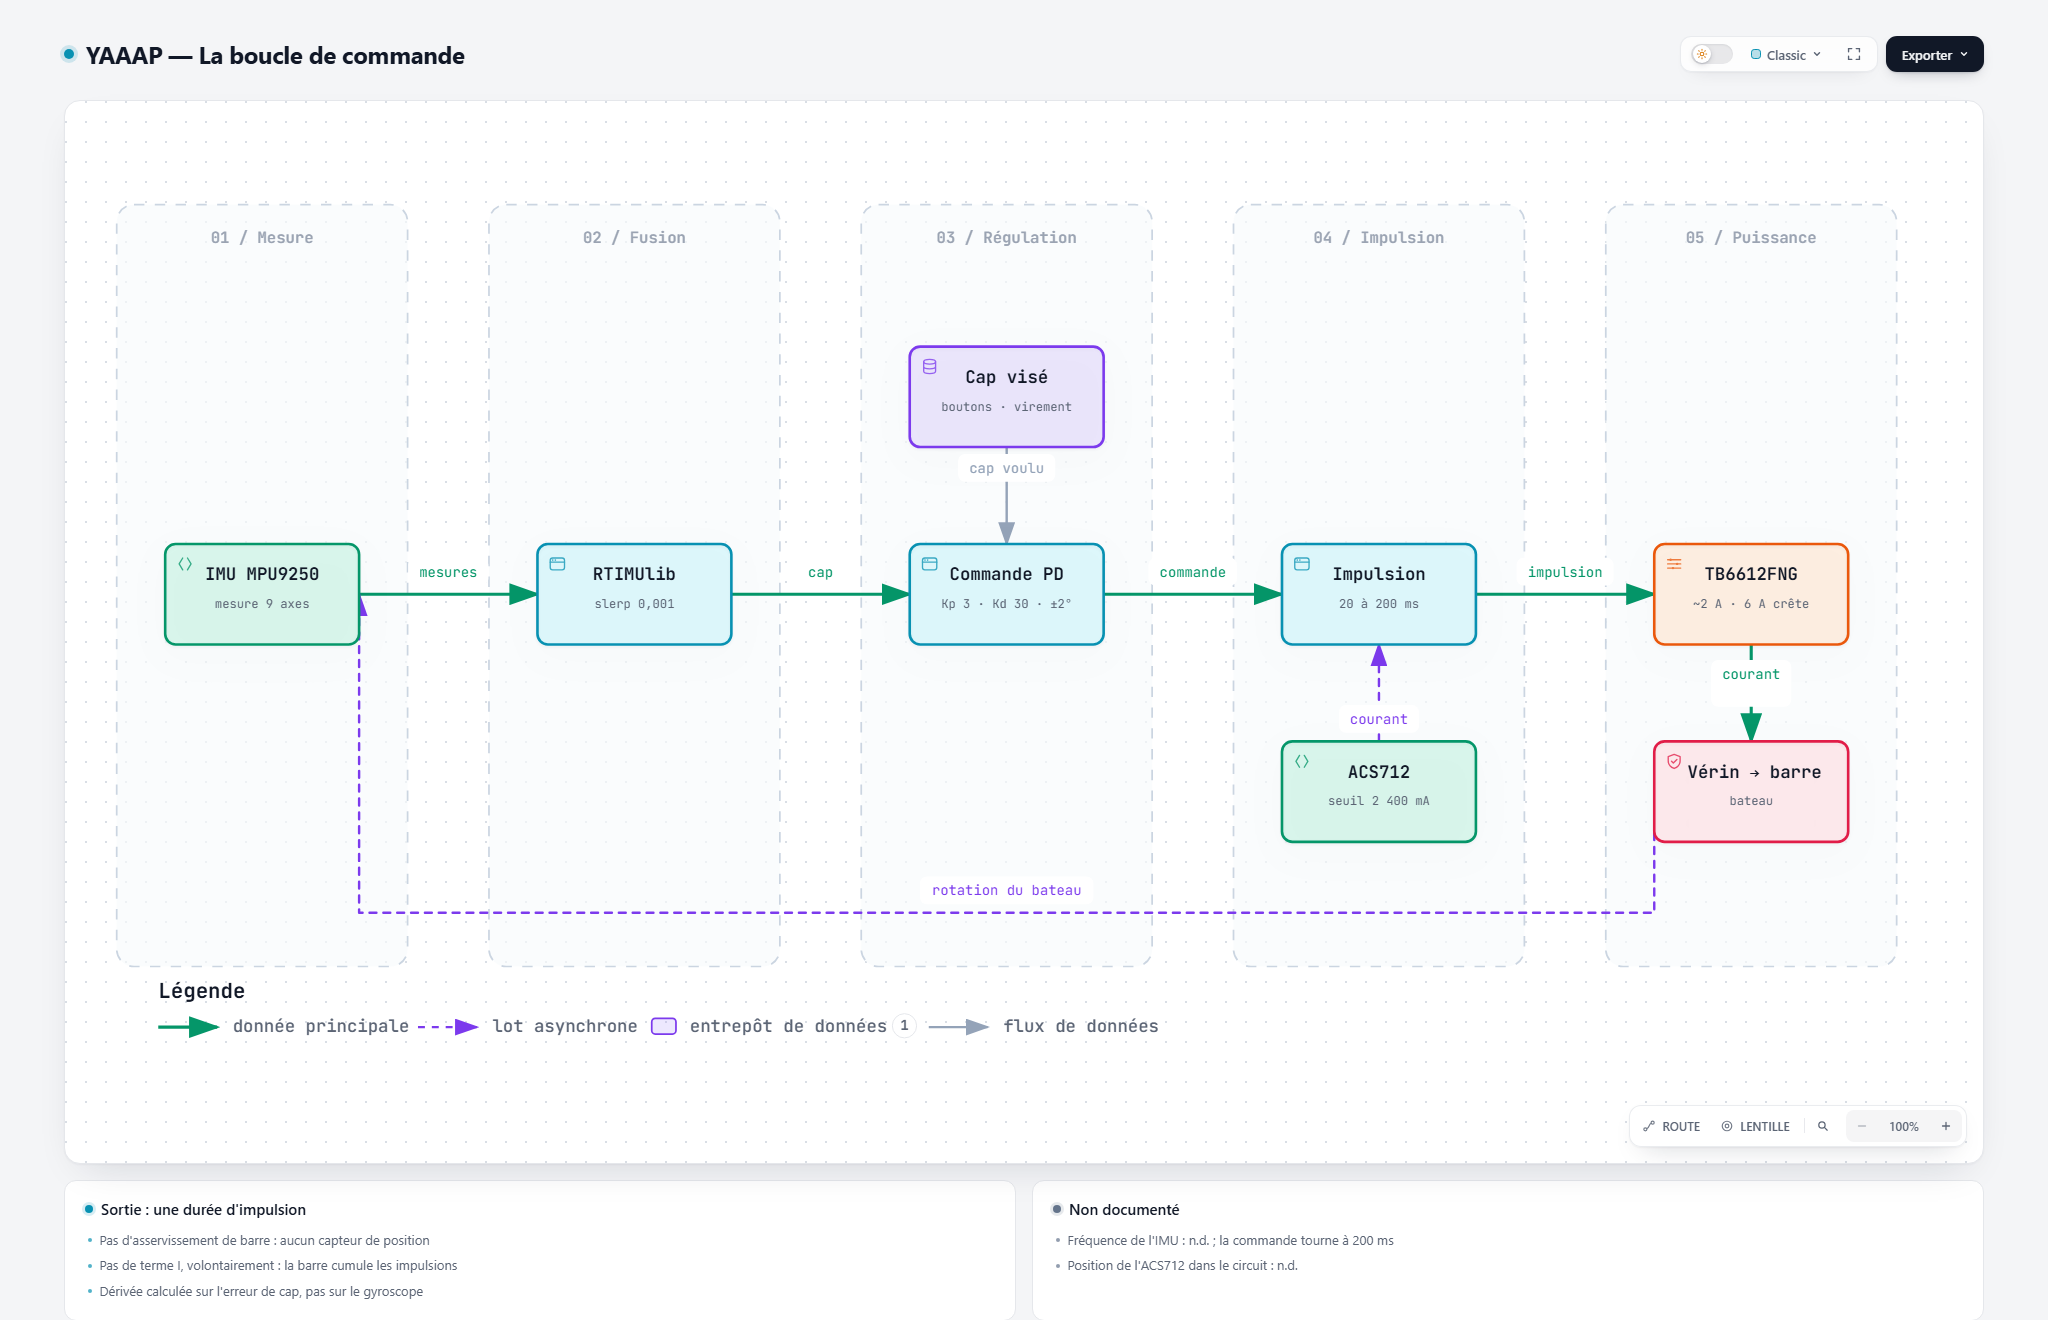 YAAAP — La boucle de commande
Classic
Exporter
01 / Mesure
02 / Fusion
03 / Régulation
04 / Impulsion
05 / Puissance
Cap visé
boutons · virement
cap voulu
IMU MPU9250
mesure 9 axes
mesures
RTIMUlib
slerp 0,001
cap
Commande PD
Kp 3 · Kd 30 · ±2°
commande
Impulsion
20 à 200 ms
impulsion
TB6612FNG
~2 A · 6 A crête
courant
courant
ACS712
seuil 2 400 mA
Vérin → barre
bateau
rotation du bateau
Légende
donnée principale
lot asynchrone
entrepôt de données 1
flux de données
ROUTE
LENTILLE
100%
Sortie : une durée d'impulsion
Pas d'asservissement de barre : aucun capteur de position
Pas de terme I, volontairement : la barre cumule les impulsions
Dérivée calculée sur l'erreur de cap, pas sur le gyroscope
Non documenté
Fréquence de l'IMU : n.d. ; la commande tourne à 200 ms
Position de l'ACS712 dans le circuit : n.d.